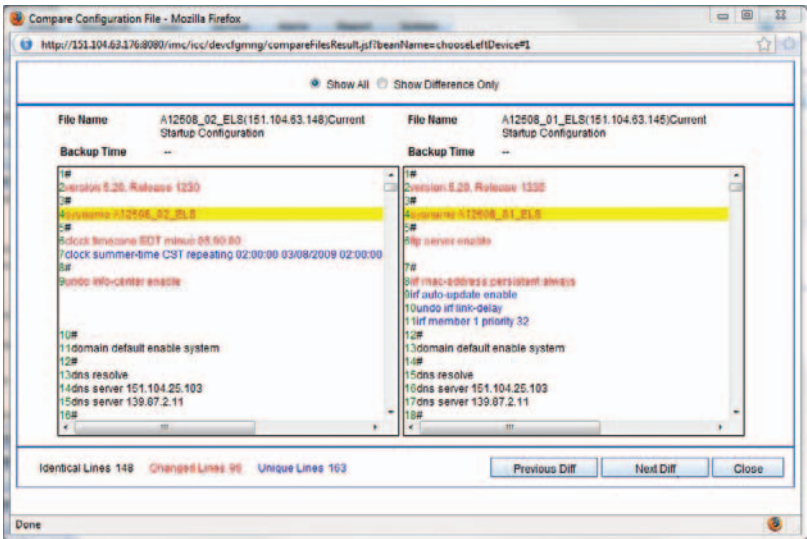 Compare Configuration File - Mozilla Firefox
http://151.104.63.176:8080/imc/icc/devcfgmng/compareFilesResult.jsf?beanName=chooseLeftDevice#1
Show All Show Difference Only
File Name A12508_02_ELS(151.104.63.148)Current
Startup Configuration
Backup Time --
1#
2version 5.20, Release 1230
3#
4sysname A12508_02_ELS
5#
6clock timezone EDT minus 05:00:00
7clock summer-time CST repeating 02:00:00 03/08/2009 02:00:00
8#
9undo info-center enable
10#
11domain default enable system
12#
13dns resolve
14dns server 151.104.25.103
15dns server 139.87.2.11
16#
File Name A12508_01_ELS(151.104.63.145)Current
Startup Configuration
Backup Time --
1#
2version 5.20, Release 1335
3#
4sysname A12508_01_ELS
5#
6ftp server enable
7#
8irf mac-address persistent always
9irf auto-update enable
10undo irf link-delay
11irf member 1 priority 32
12#
13domain default enable system
14#
15dns resolve
16dns server 151.104.25.103
17dns server 139.87.2.11
18#
Identical Lines 148 Changed Lines Unique Lines 163
Previous Diff Next Diff Close
Done